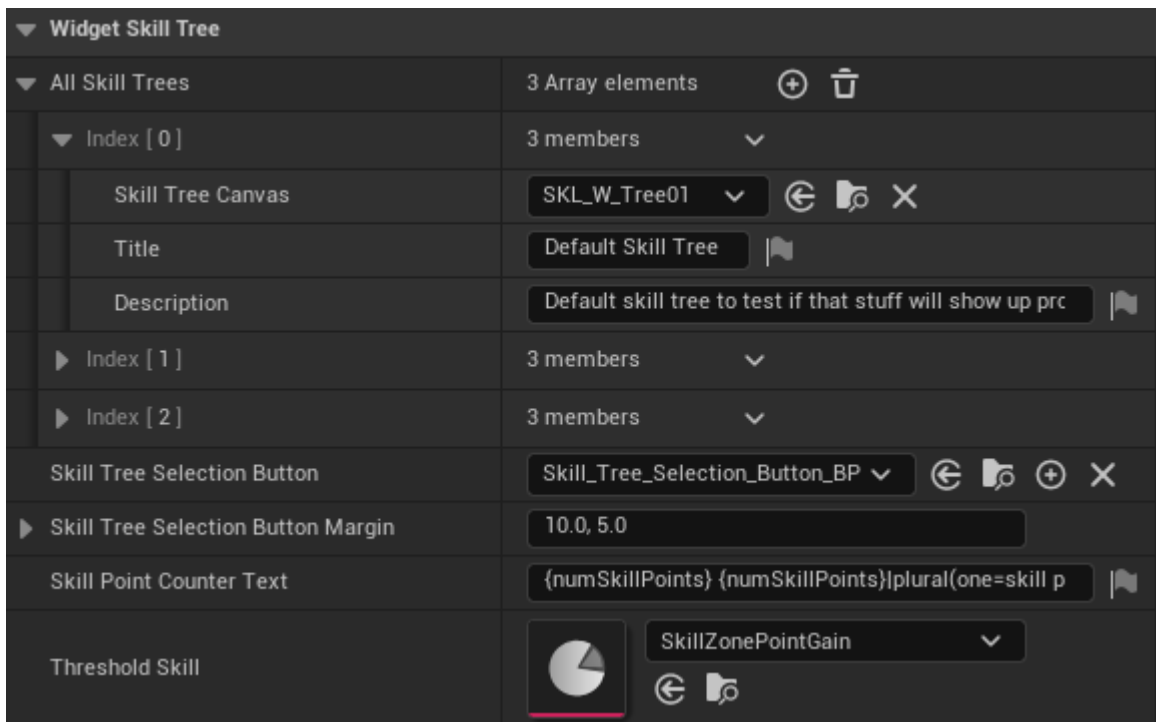 Widget Skill Tree
All Skill Trees 3 Array elements
Index [ 0 ] 3 members
Skill Tree Canvas SKL_W_Tree01
Title Default Skill Tree
Description Default skill tree to test if that stuff will show up prc
Index [ 1 ] 3 members
Index [ 2 ] 3 members
Skill Tree Selection Button Skill_Tree_Selection_Button_BP
Skill Tree Selection Button Margin 10.0, 5.0
Skill Point Counter Text {numSkillPoints} {numSkillPoints}|plural(one=skill p
Threshold Skill SkillZonePointGain